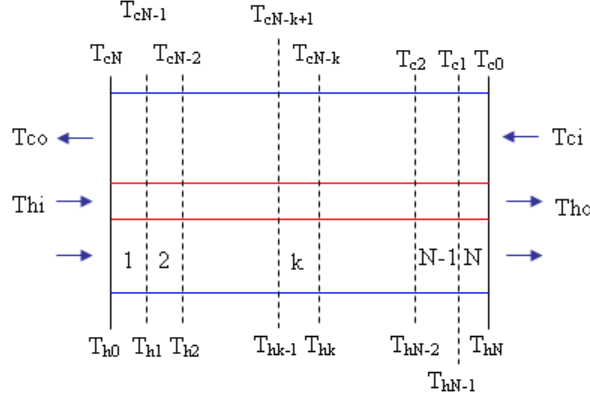 TcN-1 TcN-k+1
TcN TcN-2 TcN-k Tc2 Tc1 Tc0
Tco Tci
Thi Tho
1 2 k N-1 N
Th0 Th1 Th2 Thk-1 Thk ThN-2 ThN
ThN-1